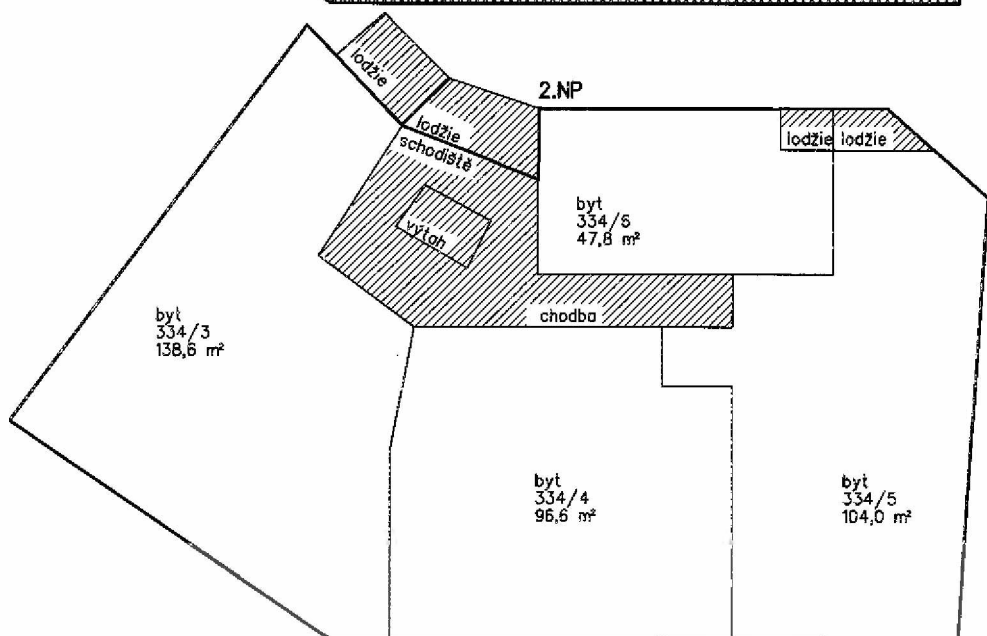 lodžie
2.NP
lodžie
lodžie lodžie
schodiště
výtah
byt
334/6
47,8 m²
chodba
byt
334/3
138,6 m²
byt
334/4
96,6 m²
byt
334/5
104,0 m²